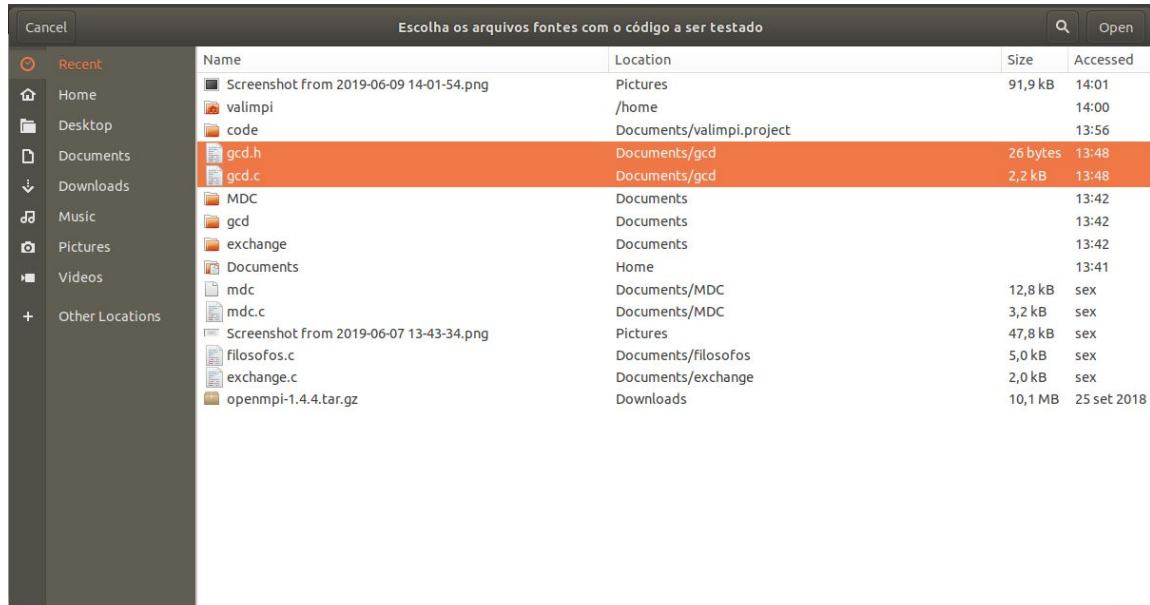 Cancel Escolha os arquivos fontes com o código a ser testado Open
Recent
Home
Desktop
Documents
Downloads
Music
Pictures
Videos
+ Other Locations
Name Location Size Accessed
Screenshot from 2019-06-09 14-01-54.png Pictures 91,9 kB 14:01
valimpi /home 14:00
code Documents/valimpi.project 13:56
gcd.h Documents/gcd 26 bytes 13:48
gcd.c Documents/gcd 2,2 kB 13:48
MDC Documents 13:42
gcd Documents 13:42
exchange Documents 13:42
Documents Home 13:41
mdc Documents/MDC 12,8 kB sex
mdc.c Documents/MDC 3,2 kB sex
Screenshot from 2019-06-07 13-43-34.png Pictures 47,8 kB sex
filosofos.c Documents/filosofos 5,0 kB sex
exchange.c Documents/exchange 2,0 kB sex
openmpi-1.4.4.tar.gz Downloads 10,1 MB 25 set 2018